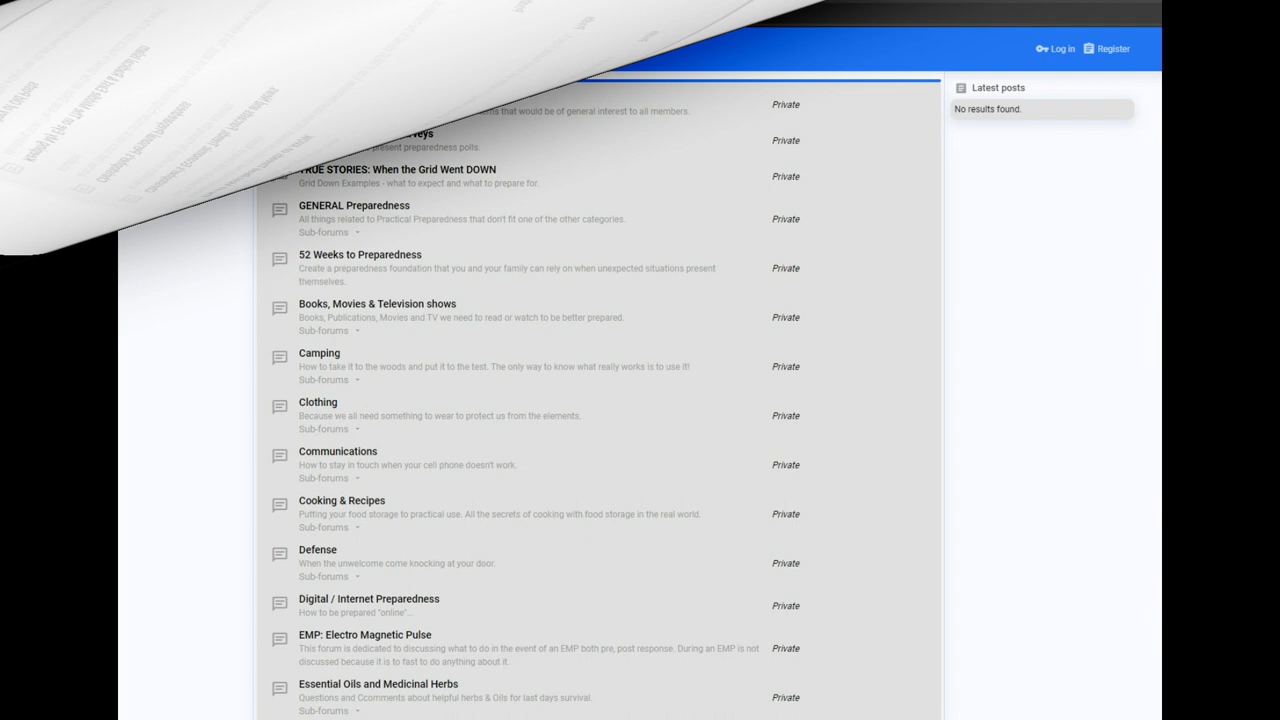 Log in Register
Latest posts
No results found.
that would be of general interest to all members.
Private
present preparedness polls.
Private
TRUE STORIES: When the Grid Went DOWN
Grid Down Examples - what to expect and what to prepare for.
Private
GENERAL Preparedness
All things related to Practical Preparedness that don't fit one of the other categories.
Private
Sub-forums
52 Weeks to Preparedness
Create a preparedness foundation that you and your family can rely on when unexpected situations present
themselves.
Private
Books, Movies & Television shows
Books, Publications, Movies and TV we need to read or watch to be better prepared.
Private
Sub-forums
Camping
How to take it to the woods and put it to the test. The only way to know what really works is to use it!
Private
Sub-forums
Clothing
Because we all need something to wear to protect us from the elements.
Private
Sub-forums
Communications
How to stay in touch when your cell phone doesn't work.
Private
Sub-forums
Cooking & Recipes
Putting your food storage to practical use. All the secrets of cooking with food storage in the real world.
Private
Sub-forums
Defense
When the unwelcome come knocking at your door.
Private
Sub-forums
Digital / Internet Preparedness
How to be prepared "online"...
Private
EMP: Electro Magnetic Pulse
This forum is dedicated to discussing what to do in the event of an EMP both pre, post response. During an EMP is not
discussed because it is to fast to do anything about it.
Private
Essential Oils and Medicinal Herbs
Questions and Ccomments about helpful herbs & Oils for last days survival.
Private
Sub-forums